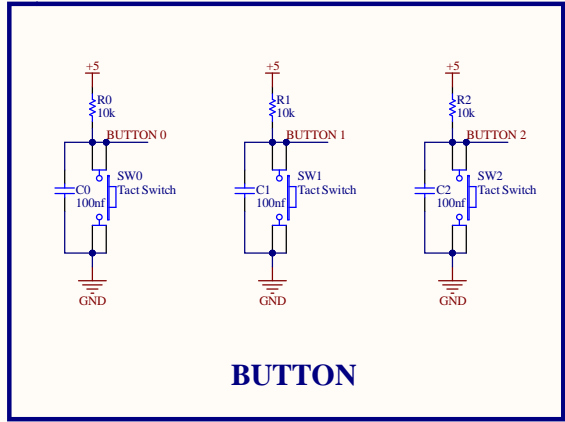 +5 +5 +5
R0 R1 R2
10k 10k 10k
BUTTON 0 BUTTON 1 BUTTON 2
SW0 SW1 SW2
C0 Tact Switch C1 Tact Switch C2 Tact Switch
100nf 100nf 100nf
GND GND GND
BUTTON